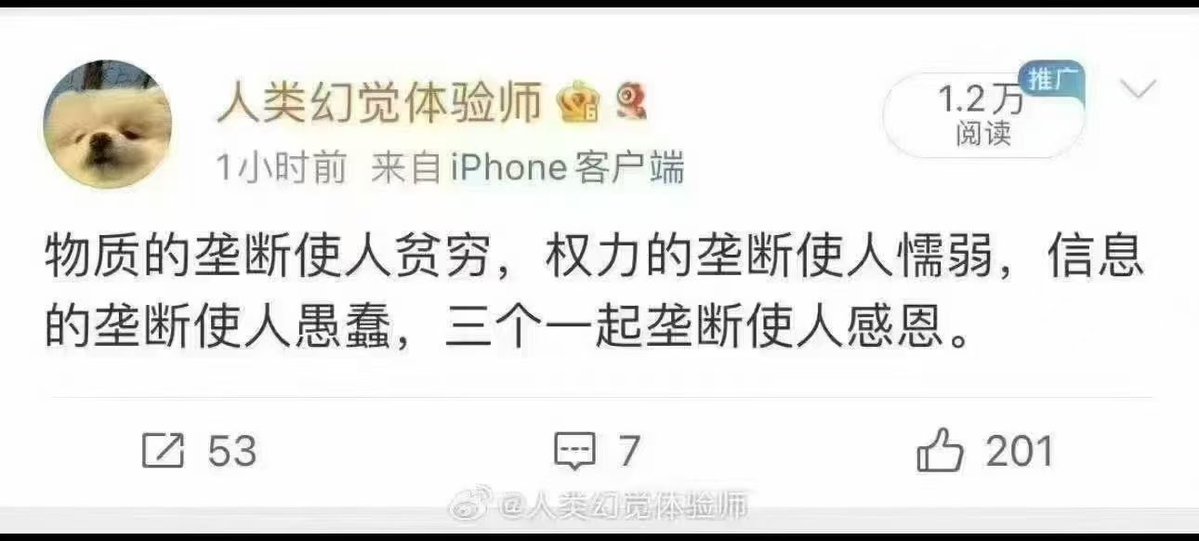 人类幻觉体验师
1.2万
推广
阅读
1小时前 来自iPhone客户端
物质的垄断使人贫穷，权力的垄断使人懦弱，信息
的垄断使人愚蠢，三个一起垄断使人感恩。
53
7
201
@人类幻觉体验师